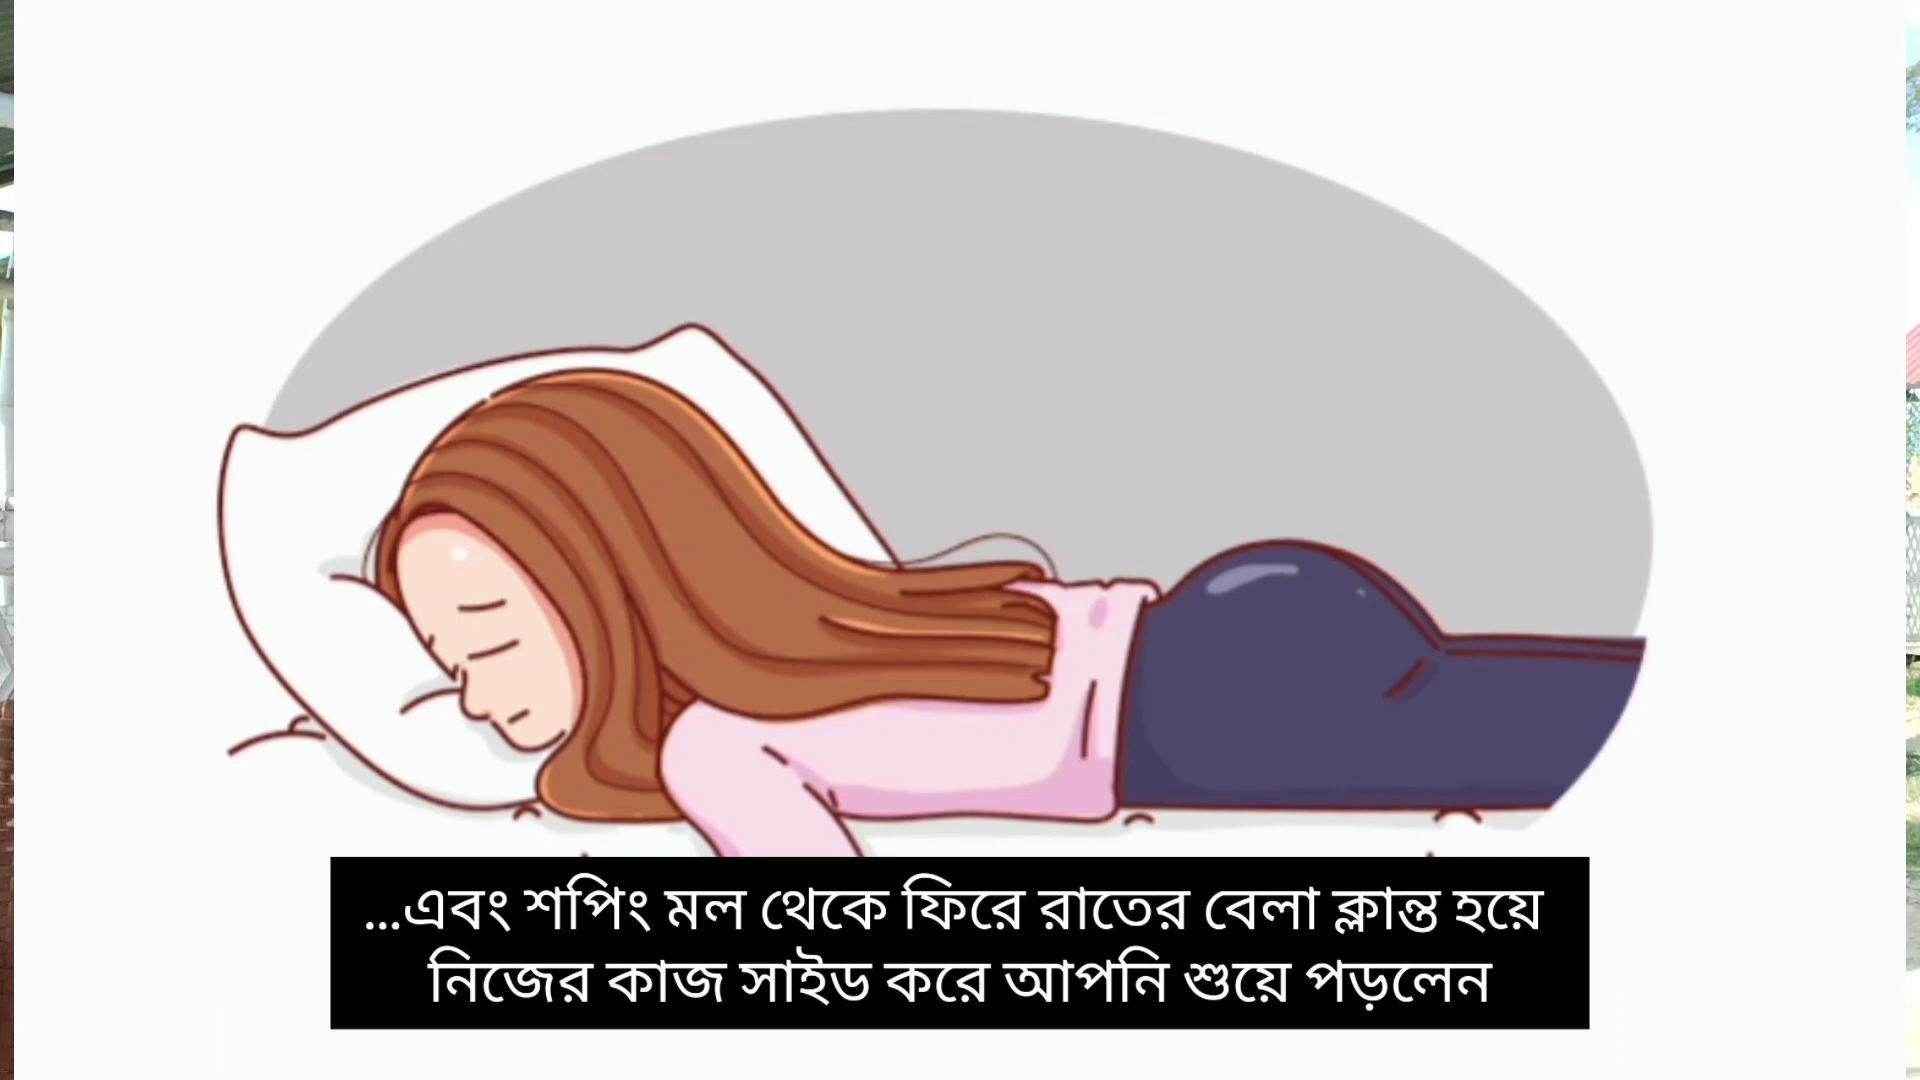 ...এবং শপিং মল থেকে ফিরে রাতের বেলা ক্লান্ত হয়ে
নিজের কাজ সাইড করে আপনি শুয়ে পড়লেন